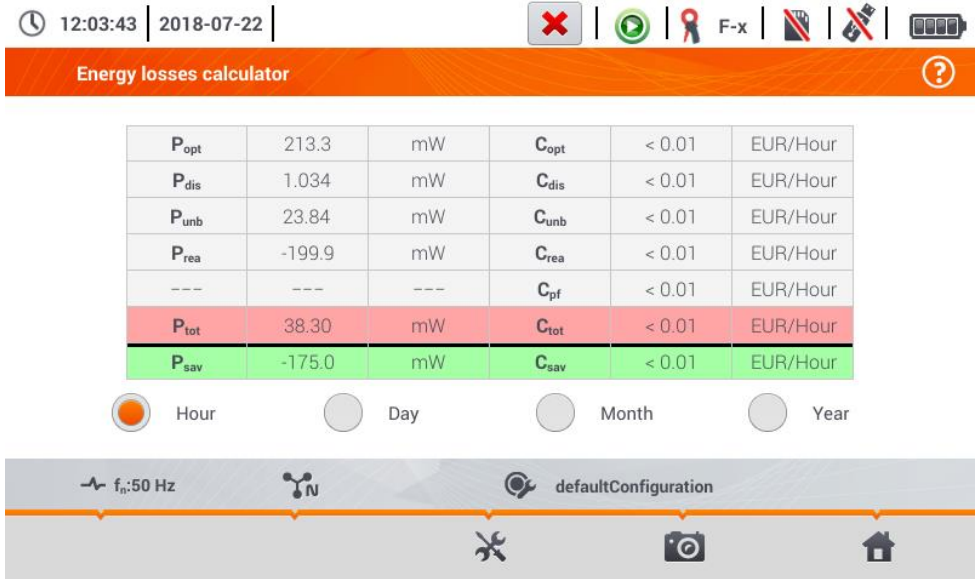 12:03:43 2018-07-22 F-x
Energy losses calculator ?
Popt 213.3 mW Copt < 0.01 EUR/Hour
Pdis 1.034 mW Cdis < 0.01 EUR/Hour
Punb 23.84 mW Cunb < 0.01 EUR/Hour
Prea -199.9 mW Crea < 0.01 EUR/Hour
--- --- --- Cpf < 0.01 EUR/Hour
Ptot 38.30 mW Ctot < 0.01 EUR/Hour
Psav -175.0 mW Csav < 0.01 EUR/Hour
Hour Day Month Year
fn:50 Hz N defaultConfiguration